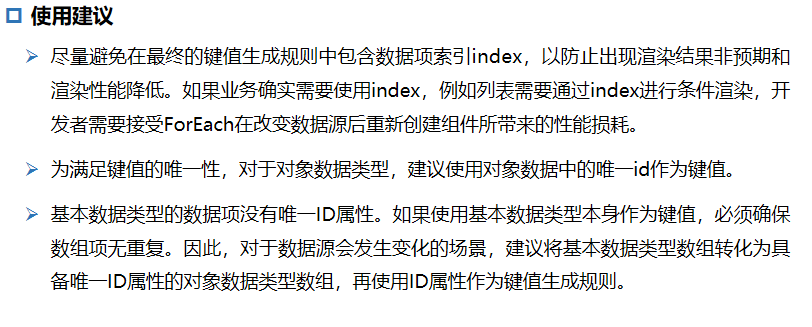 使用建议
尽量避免在最终的键值生成规则中包含数据项索引index，以防止出现渲染结果非预期和
渲染性能降低。如果业务确实需要使用index，例如列表需要通过index进行条件渲染，开
发者需要接受ForEach在改变数据源后重新创建组件所带来的性能损耗。
为满足键值的唯一性，对于对象数据类型，建议使用对象数据中的唯一id作为键值。
基本数据类型的数据项没有唯一ID属性。如果使用基本数据类型本身作为键值，必须确保
数组项无重复。因此，对于数据源会发生变化的场景，建议将基本数据类型数组转化为具
备唯一ID属性的对象数据类型数组，再使用ID属性作为键值生成规则。